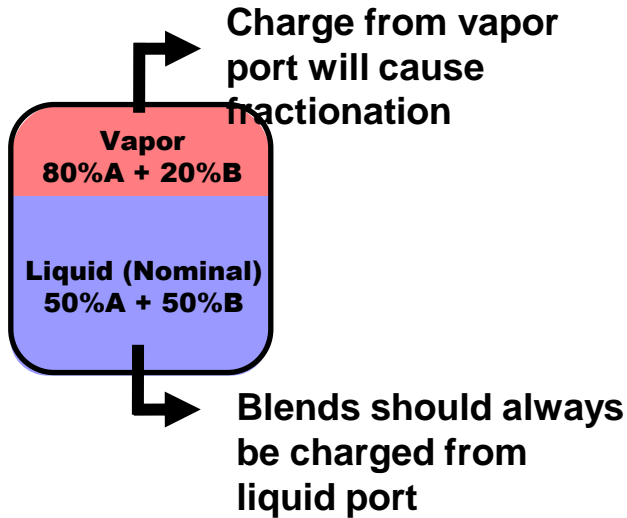 Charge from vapor
port will cause
fractionation
Vapor
80%A + 20%B
Liquid (Nominal)
50%A + 50%B
Blends should always
be charged from
liquid port